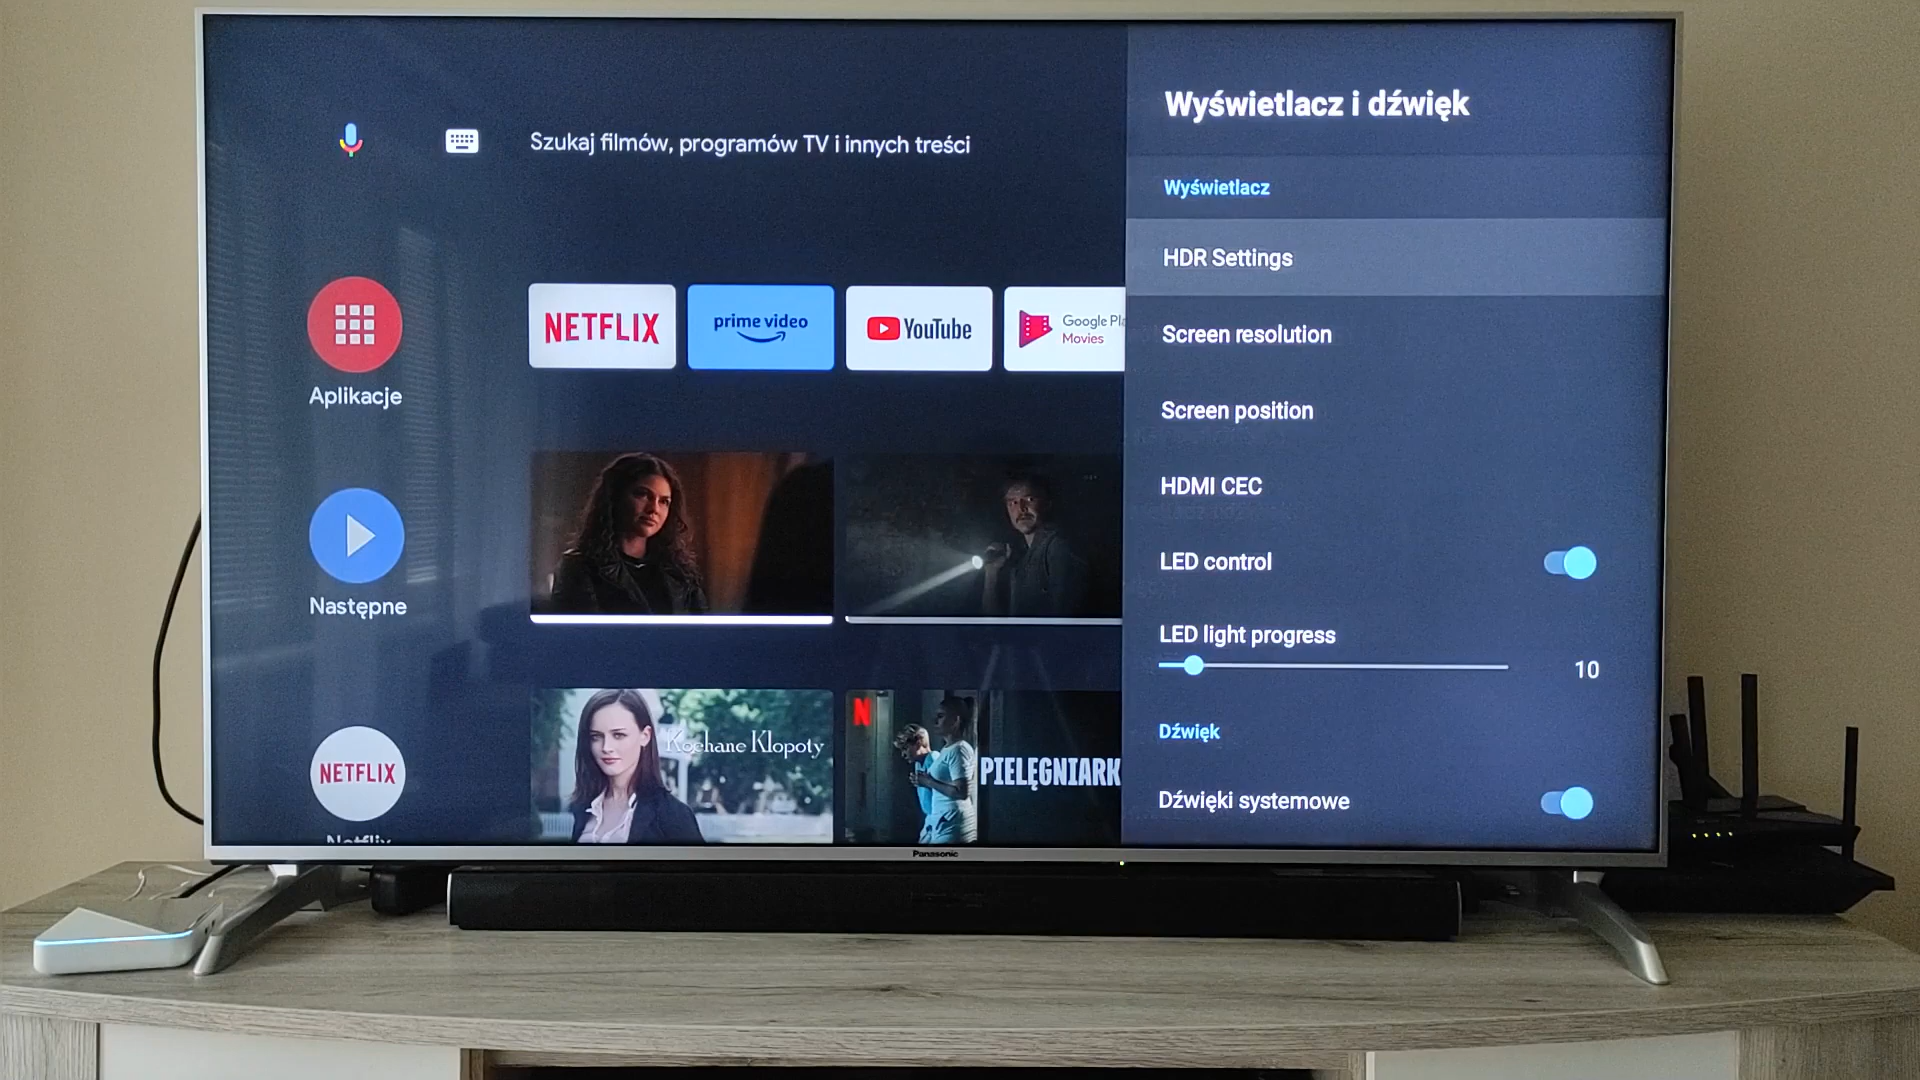 Szukaj filmów, programów TV i innych treści
Aplikacje
NETFLIX
prime video
YouTube
Google Pla
Movies
Następne
NETFLIX
Kochane Kłopoty
N
PIELĘGNIARK
Wyświetlacz i dźwięk
Wyświetlacz
HDR Settings
Screen resolution
Screen position
HDMI CEC
LED control
LED light progress
10
Dźwięk
Dźwięki systemowe
Panasonic